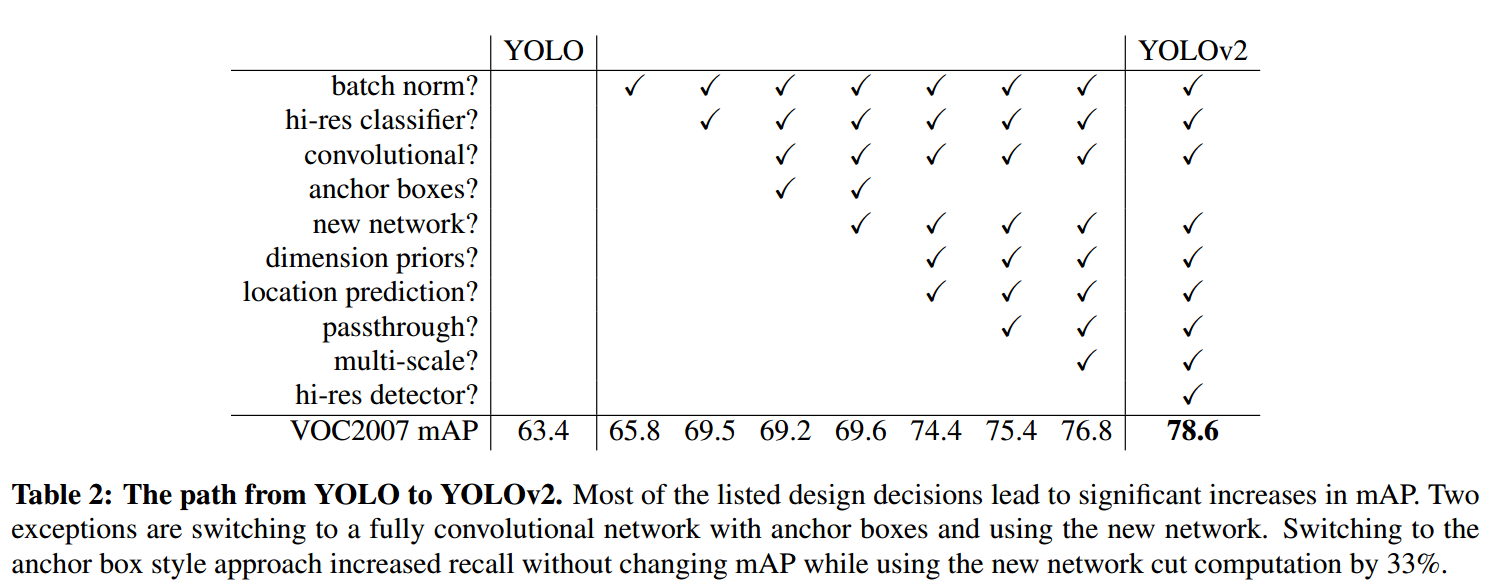 YOLO YOLOv2
batch norm? ✓ ✓ ✓ ✓ ✓ ✓ ✓ ✓
hi-res classifier? ✓ ✓ ✓ ✓ ✓ ✓ ✓
convolutional? ✓ ✓ ✓ ✓ ✓ ✓
anchor boxes? ✓ ✓
new network? ✓ ✓ ✓ ✓ ✓
dimension priors? ✓ ✓ ✓ ✓
location prediction? ✓ ✓ ✓ ✓
passthrough? ✓ ✓ ✓
multi-scale? ✓ ✓
hi-res detector? ✓
VOC2007 mAP 63.4 65.8 69.5 69.2 69.6 74.4 75.4 76.8 78.6
Table 2: The path from YOLO to YOLOv2. Most of the listed design decisions lead to significant increases in mAP. Two
exceptions are switching to a fully convolutional network with anchor boxes and using the new network. Switching to the
anchor box style approach increased recall without changing mAP while using the new network cut computation by 33%.